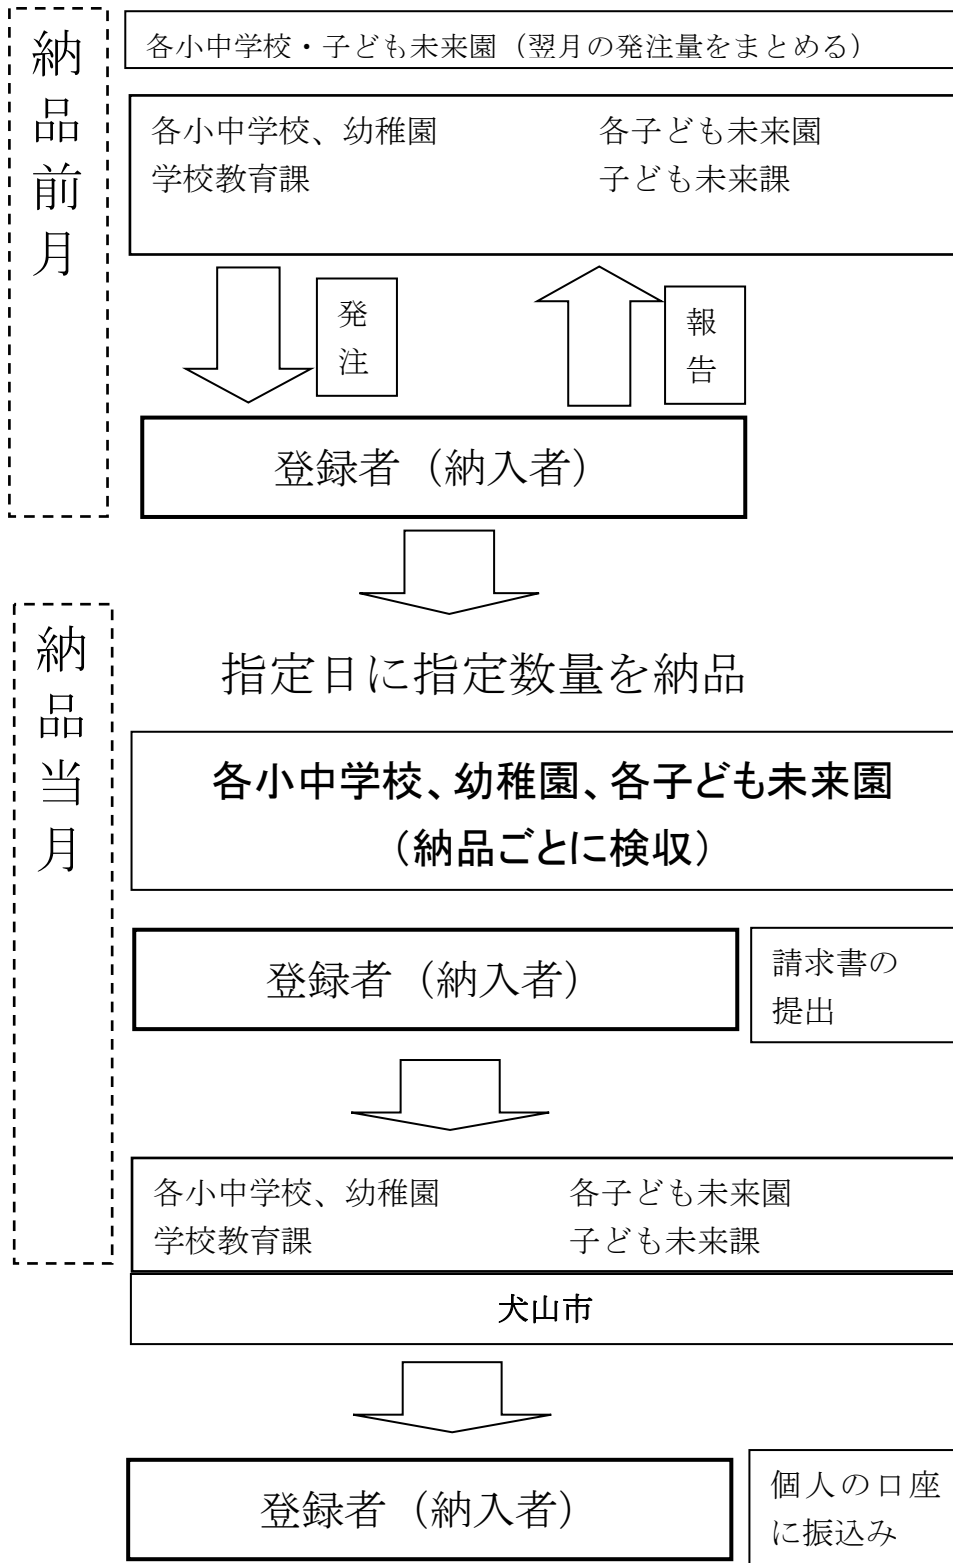 納品前月
各小中学校・子ども未来園（翌月の発注量をまとめる）
各小中学校、幼稚園　各子ども未来園
学校教育課　子ども未来課
発注
報告
登録者（納入者）
納品当月
指定日に指定数量を納品
各小中学校、幼稚園、各子ども未来園
（納品ごとに検収）
登録者（納入者）
請求書の
提出
各小中学校、幼稚園　各子ども未来園
学校教育課　子ども未来課
犬山市
登録者（納入者）
個人の口座
に振込み